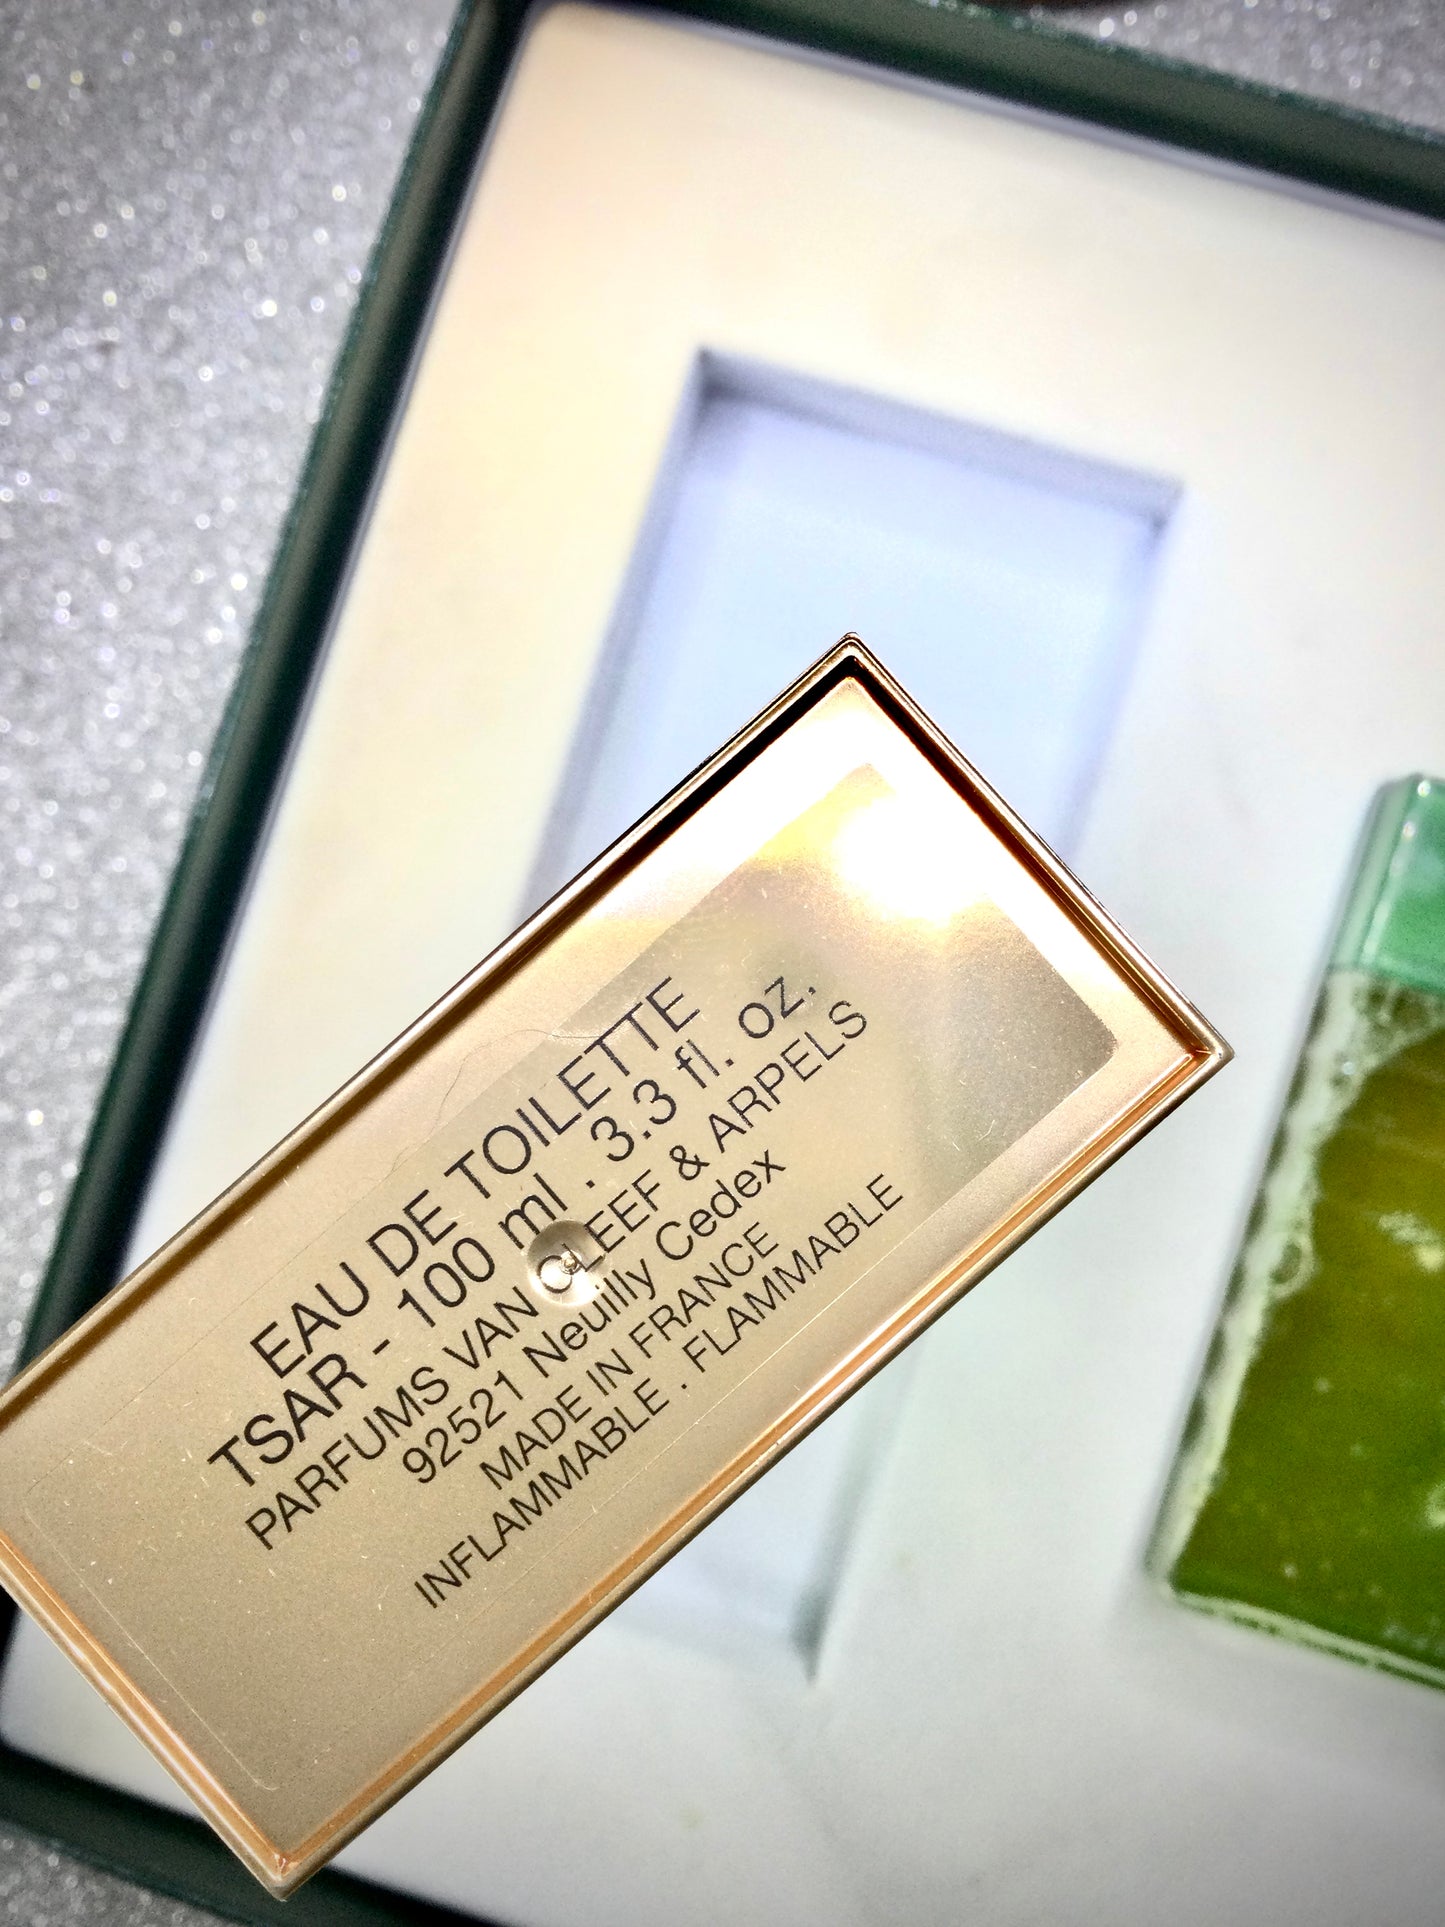 EAU DE TOILETTE
TSAR - 100 ml . 3.3 fl. oz.
PARFUMS VAN CLEEF & ARPELS
92521 Neuilly Cedex
MADE IN FRANCE
INFLAMMABLE . FLAMMABLE